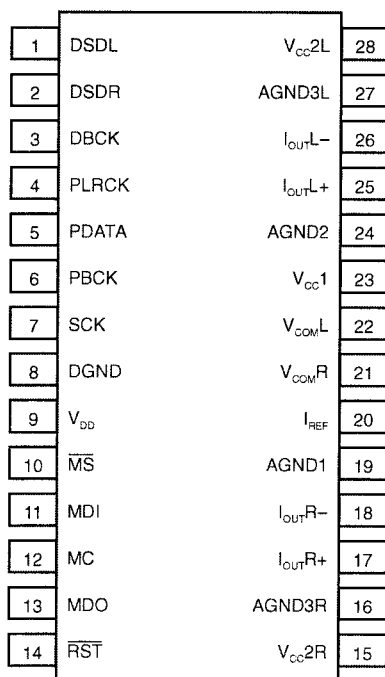 1 DSDL V_CC2L 28
2 DSDR AGND3L 27
3 DBCK I_OUTL− 26
4 PLRCK I_OUTL+ 25
5 PDATA AGND2 24
6 PBCK V_CC1 23
7 SCK V_COML 22
8 DGND V_COMR 21
9 V_DD I_REF 20
10 M̅S̅ AGND1 19
11 MDI I_OUTR− 18
12 MC I_OUTR+ 17
13 MDO AGND3R 16
14 R̅S̅T̅ V_CC2R 15